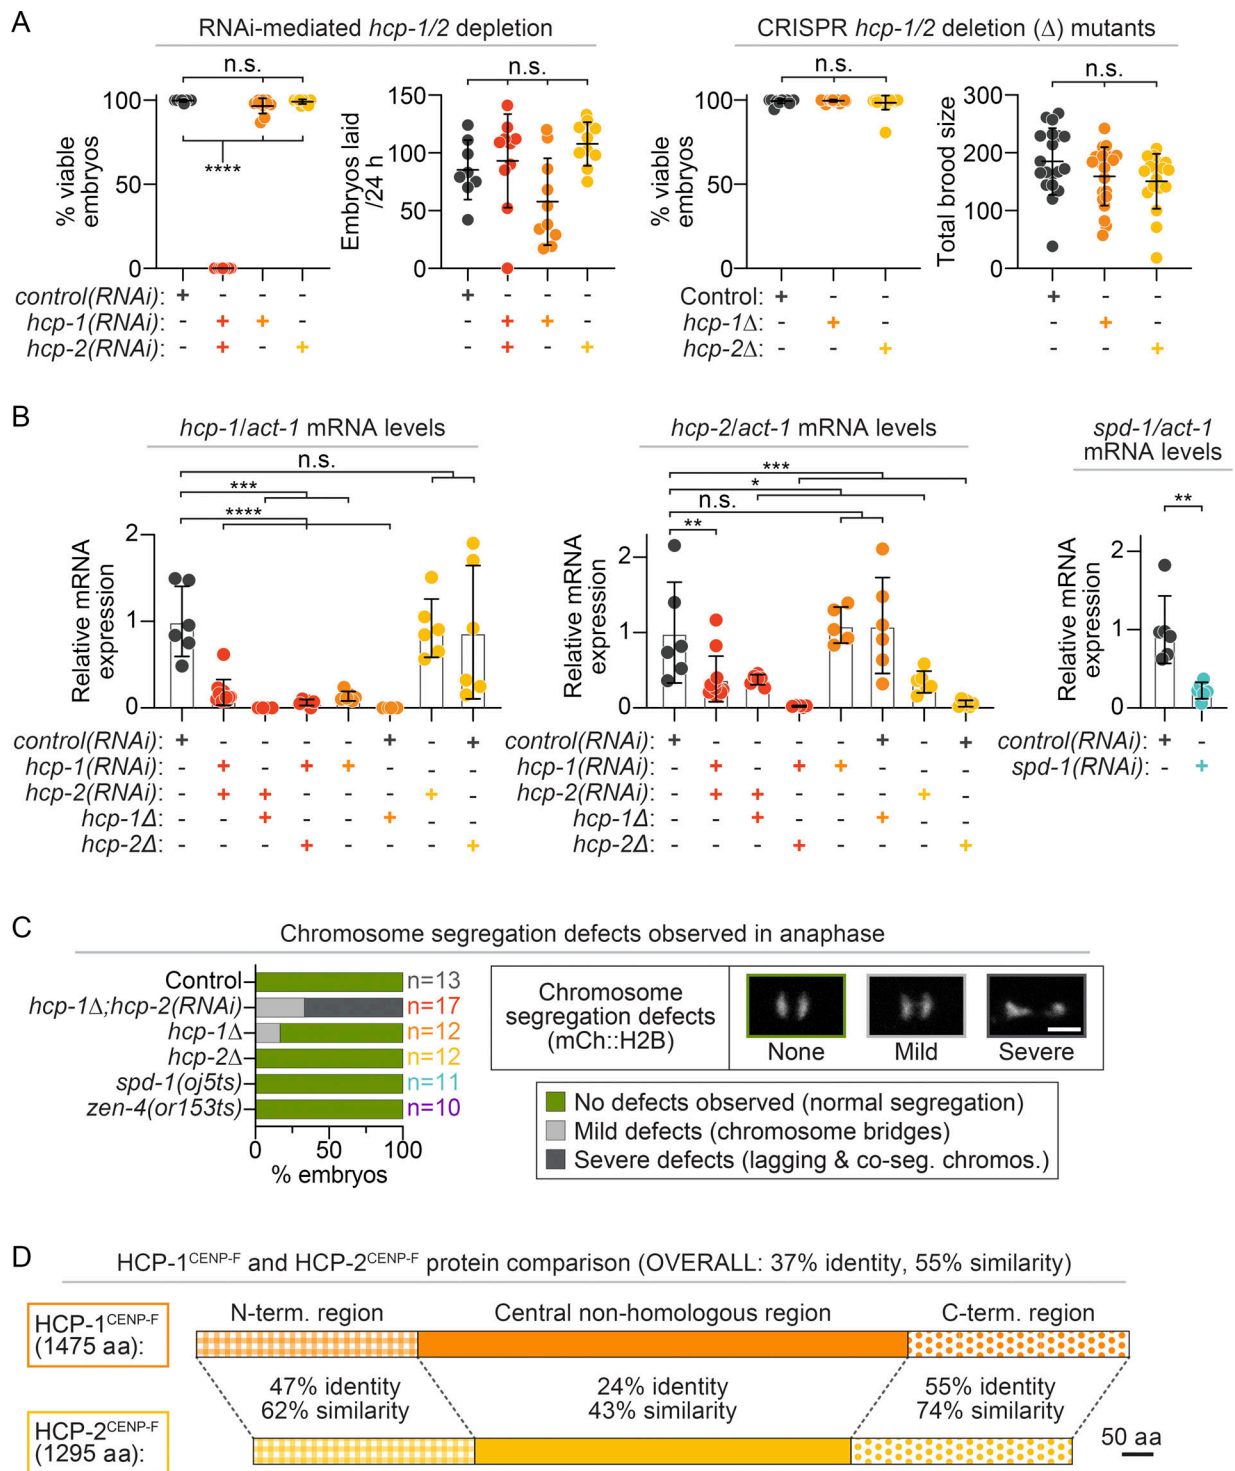 A
RNAi-mediated hcp-1/2 depletion
CRISPR hcp-1/2 deletion (Δ) mutants
n.s.
n.s.
n.s.
n.s.
% viable
embryos
100
50
0
****
Embryos laid
/24 h
150
100
50
0
% viable
embryos
100
50
0
Total brood size
300
200
100
0
control(RNAi): + - - - + - - -
hcp-1(RNAi): - + + - - + + -
hcp-2(RNAi): - + - + - + - +
Control: + - - + - -
hcp-1Δ: - + - - + -
hcp-2Δ: - - + - - +
B
hcp-1/act-1 mRNA levels
hcp-2/act-1 mRNA levels
spd-1/act-1
mRNA levels
n.s.
***
****
***
*
n.s.
**
**
Relative mRNA
expression
2
1
0
Relative mRNA
expression
2
1
0
Relative mRNA
expression
2
1
0
control(RNAi): + - - - - + - +
hcp-1(RNAi): - + - + + - - -
hcp-2(RNAi): - + + - - - + -
hcp-1Δ: - - + - - + - -
hcp-2Δ: - - - + - - - +
control(RNAi): + - - - - + - +
hcp-1(RNAi): - + - + + - - -
hcp-2(RNAi): - + + - - - + -
hcp-1Δ: - - + - - + - -
hcp-2Δ: - - - + - - - +
control(RNAi): + -
spd-1(RNAi): - +
C
Chromosome segregation defects observed in anaphase
Control n=13
hcp-1Δ;hcp-2(RNAi) n=17
hcp-1Δ n=12
hcp-2Δ n=12
spd-1(oj5ts) n=11
zen-4(or153ts) n=10
0 50 100
% embryos
Chromosome
segregation defects
(mCh::H2B)
None Mild Severe
No defects observed (normal segregation)
Mild defects (chromosome bridges)
Severe defects (lagging & co-seg. chromos.)
D
HCP-1CENP-F and HCP-2CENP-F protein comparison (OVERALL: 37% identity, 55% similarity)
N-term. region Central non-homologous region C-term. region
HCP-1CENP-F
(1475 aa):
47% identity 24% identity 55% identity
62% similarity 43% similarity 74% similarity
HCP-2CENP-F
(1295 aa):
50 aa